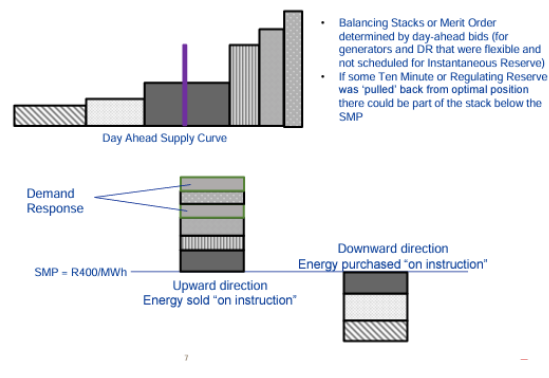 • Balancing Stacks or Merit Order
determined by day-ahead bids (for
generators and DR that were flexible and
not scheduled for Instantaneous Reserve)
• If some Ten Minute or Regulating Reserve
was ‘pulled’ back from optimal position
there could be part of the stack below the
SMP
Day Ahead Supply Curve
Demand
Response
SMP = R400/MWh
Upward direction
Energy sold “on instruction”
Downward direction
Energy purchased “on instruction”
7